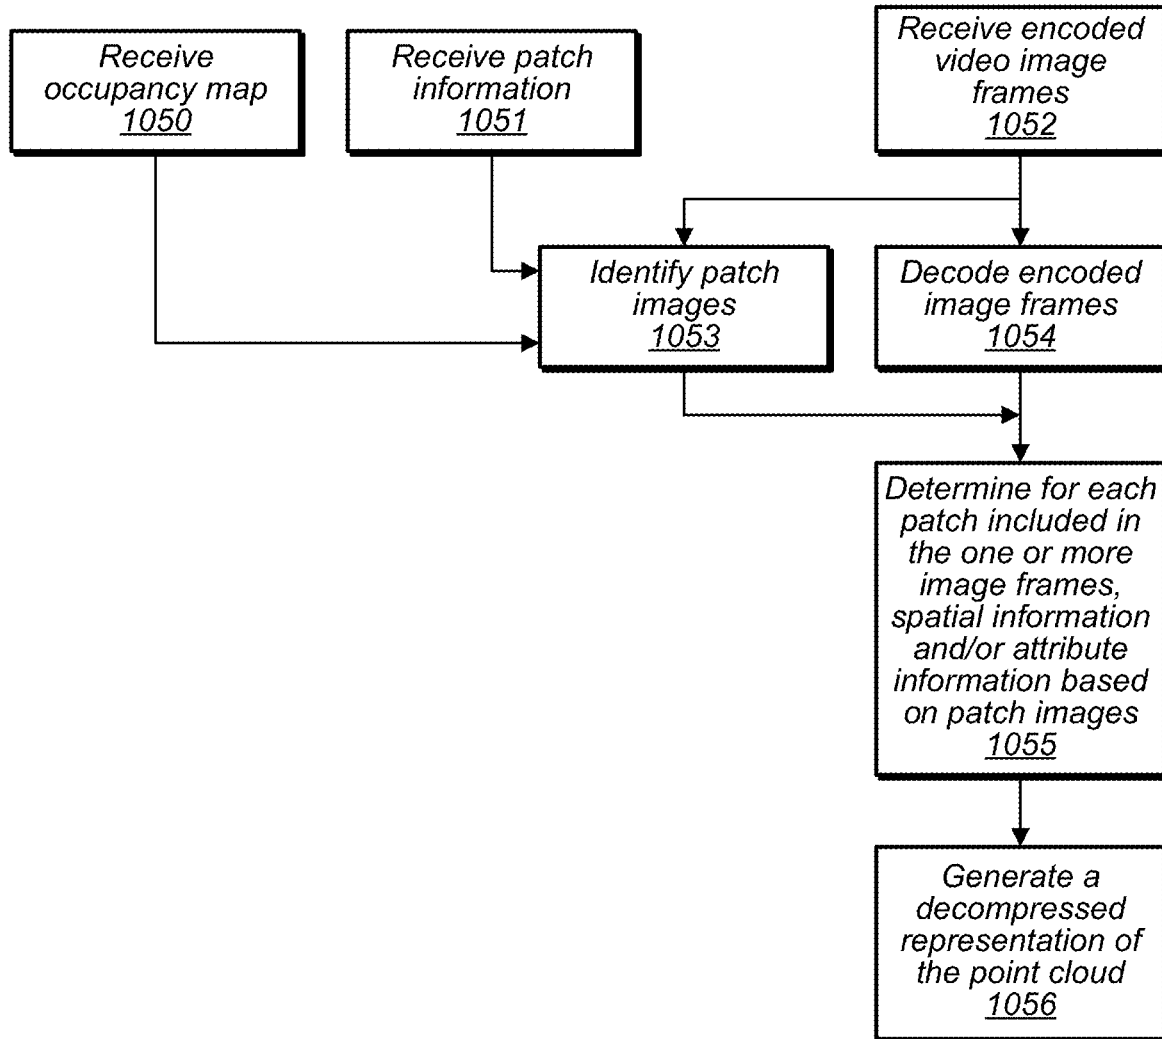 Receive
occupancy map
1050
Receive patch
information
1051
Receive encoded
video image
frames
1052
Identify patch
images
1053
Decode encoded
image frames
1054
Determine for each
patch included in
the one or more
image frames,
spatial information
and/or attribute
information based
on patch images
1055
Generate a
decompressed
representation of
the point cloud
1056